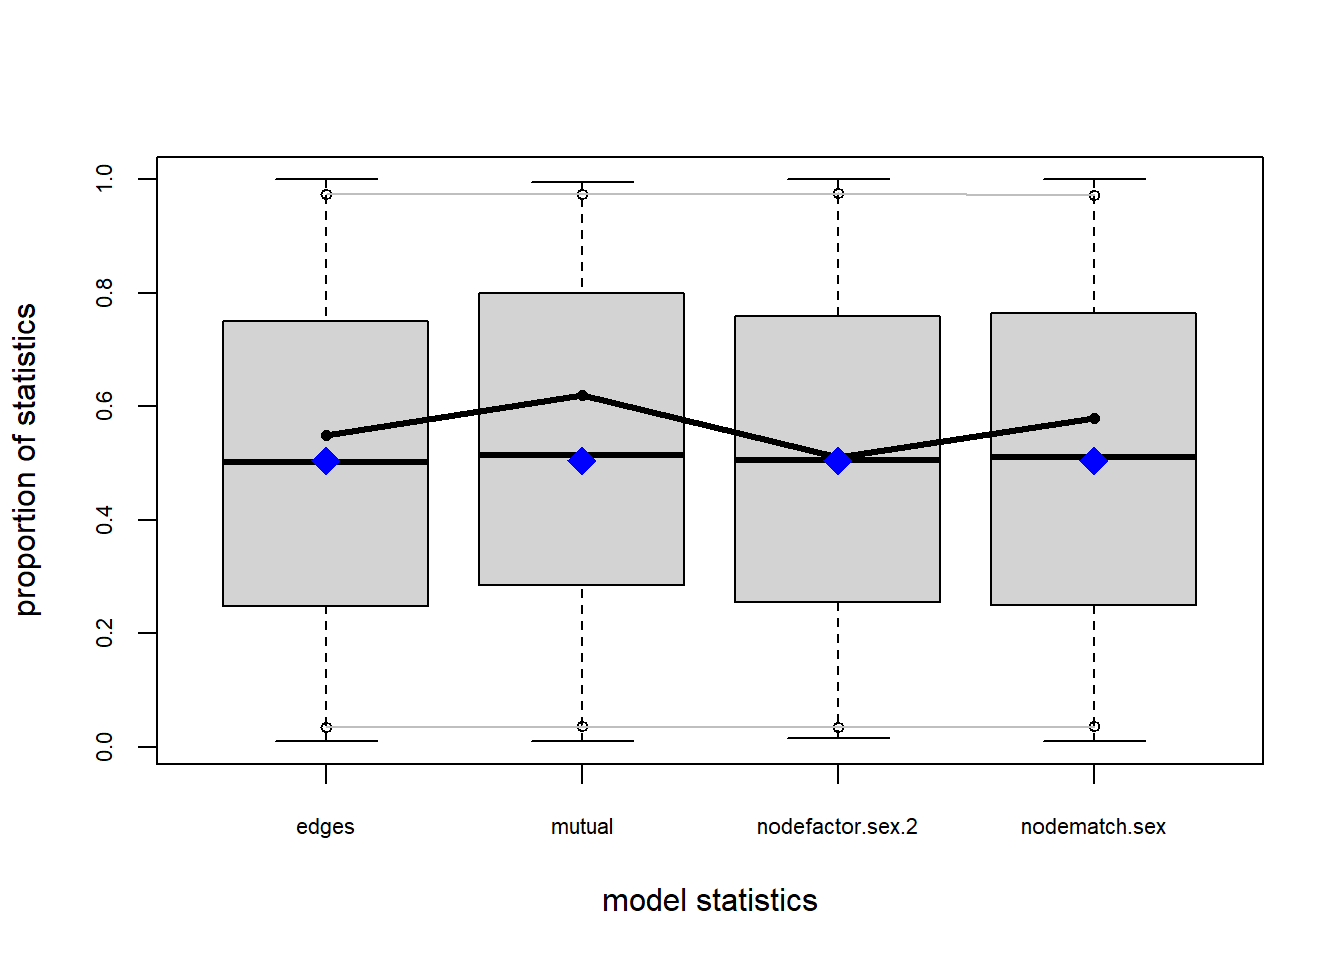 proportion of statistics
1.0
0.8
0.6
0.4
0.2
0.0
edges mutual nodefactor.sex.2 nodematch.sex
model statistics